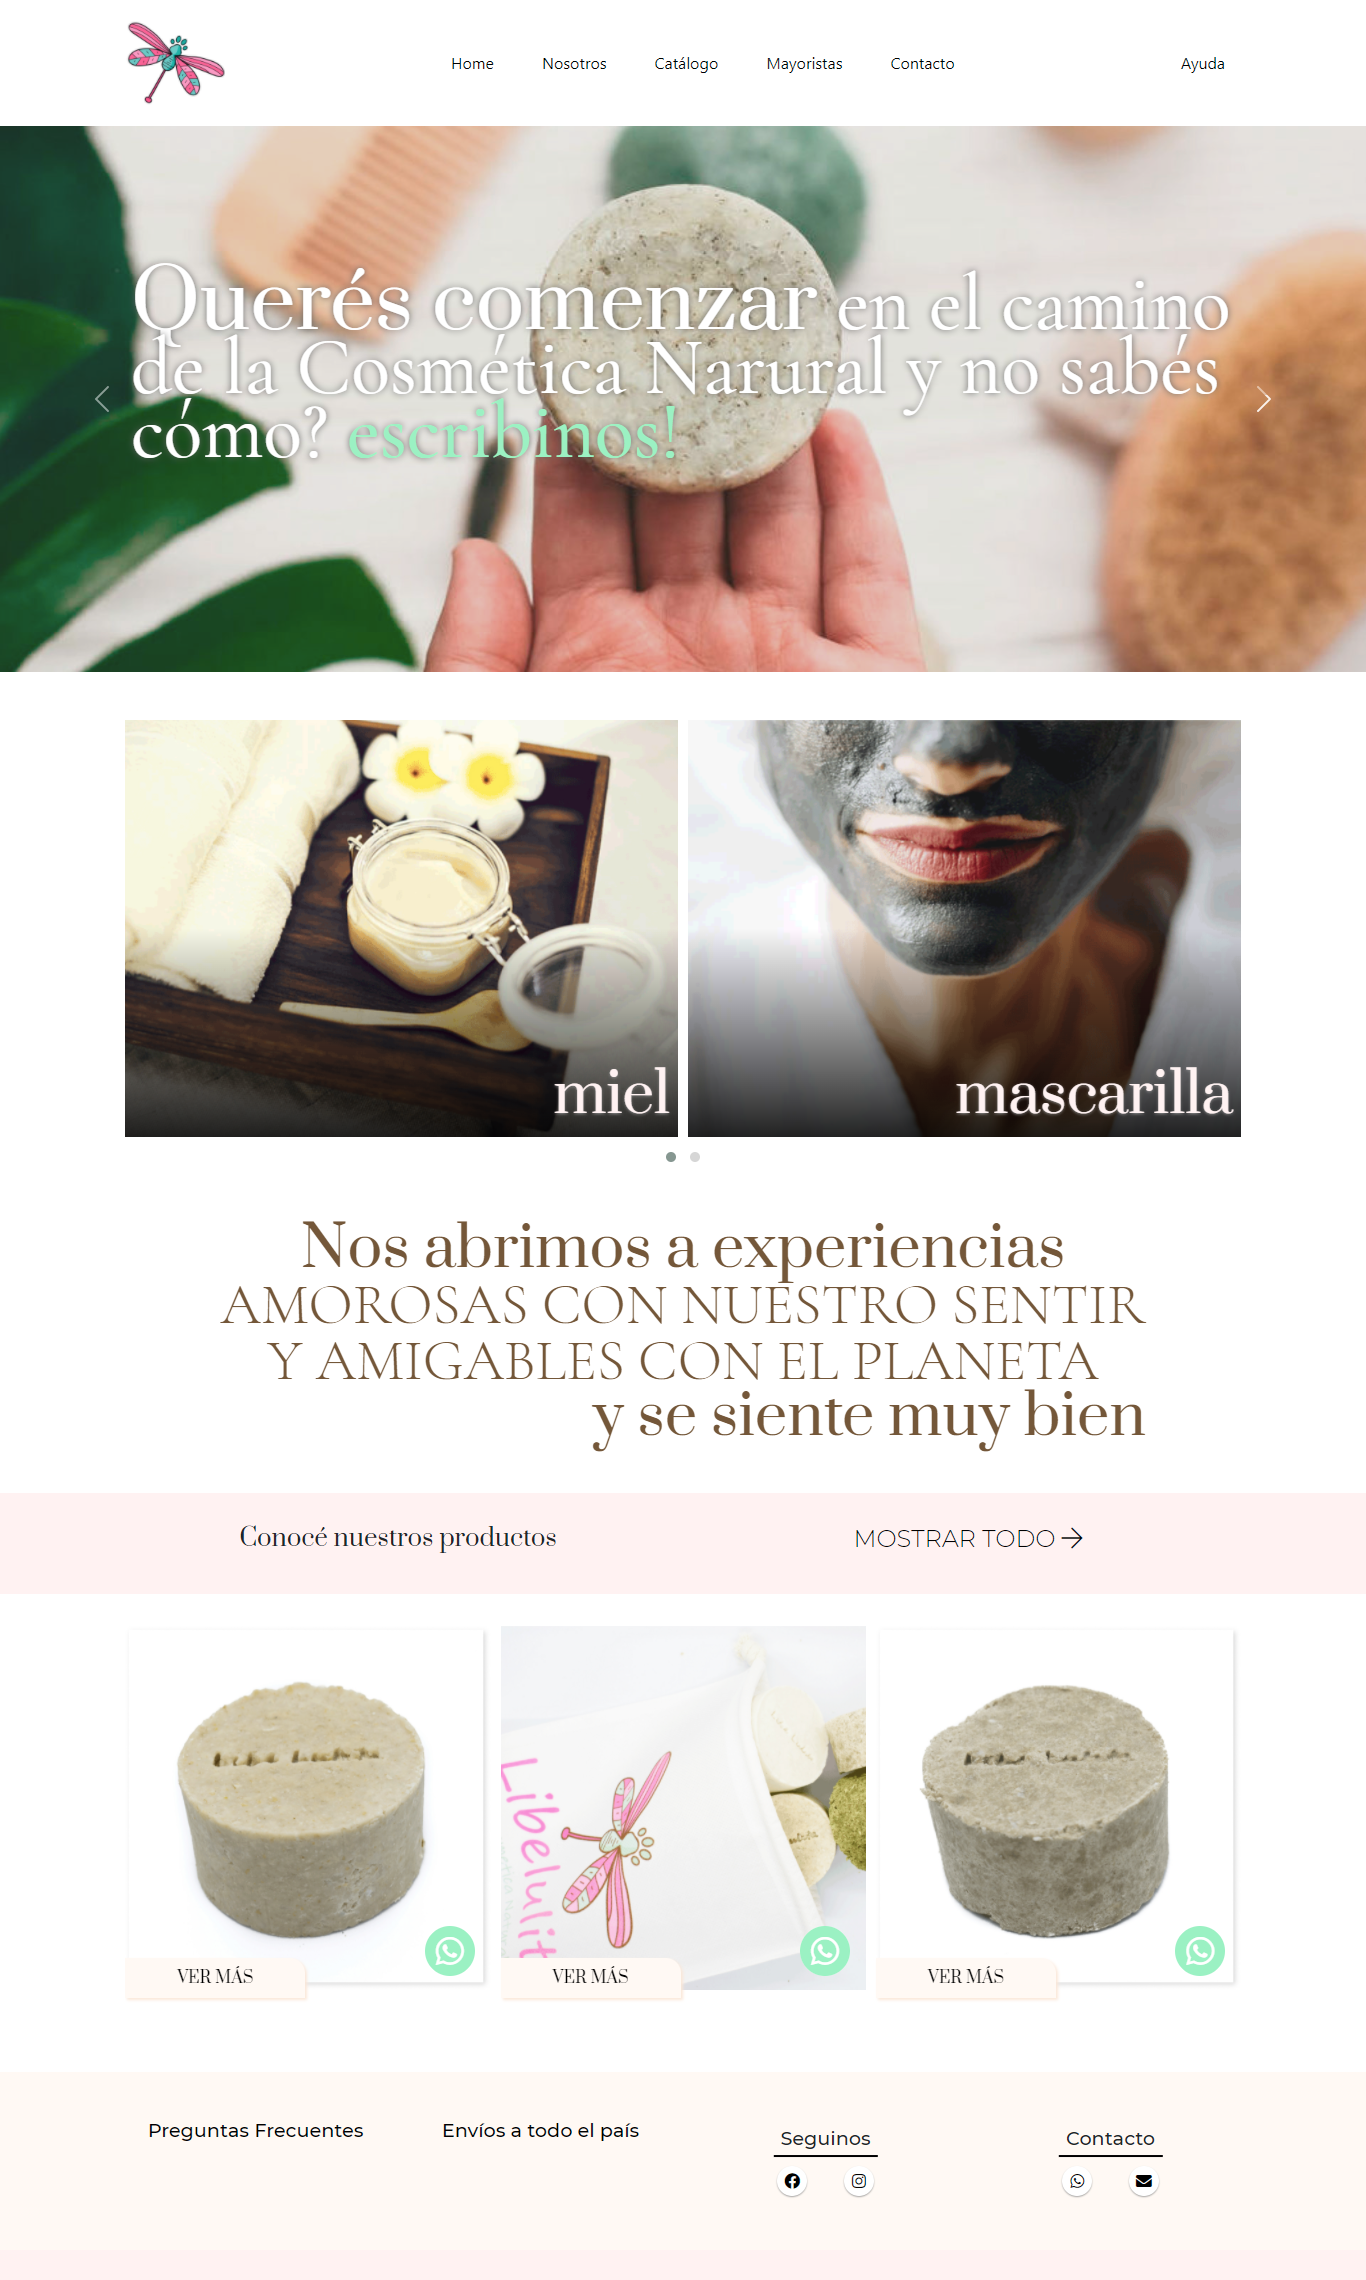 Home Nosotros Catálogo Mayoristas Contacto Ayuda
Querés comenzar en el camino
de la Cosmética Narural y no sabés
cómo? escribinos!
miel
mascarilla
Nos abrimos a experiencias
AMOROSAS CON NUESTRO SENTIR
Y AMIGABLES CON EL PLANETA
y se siente muy bien
Conocé nuestros productos
MOSTRAR TODO
Libelulit
VER MÁS
VER MÁS
VER MÁS
Preguntas Frecuentes
Envíos a todo el país
Seguinos
Contacto